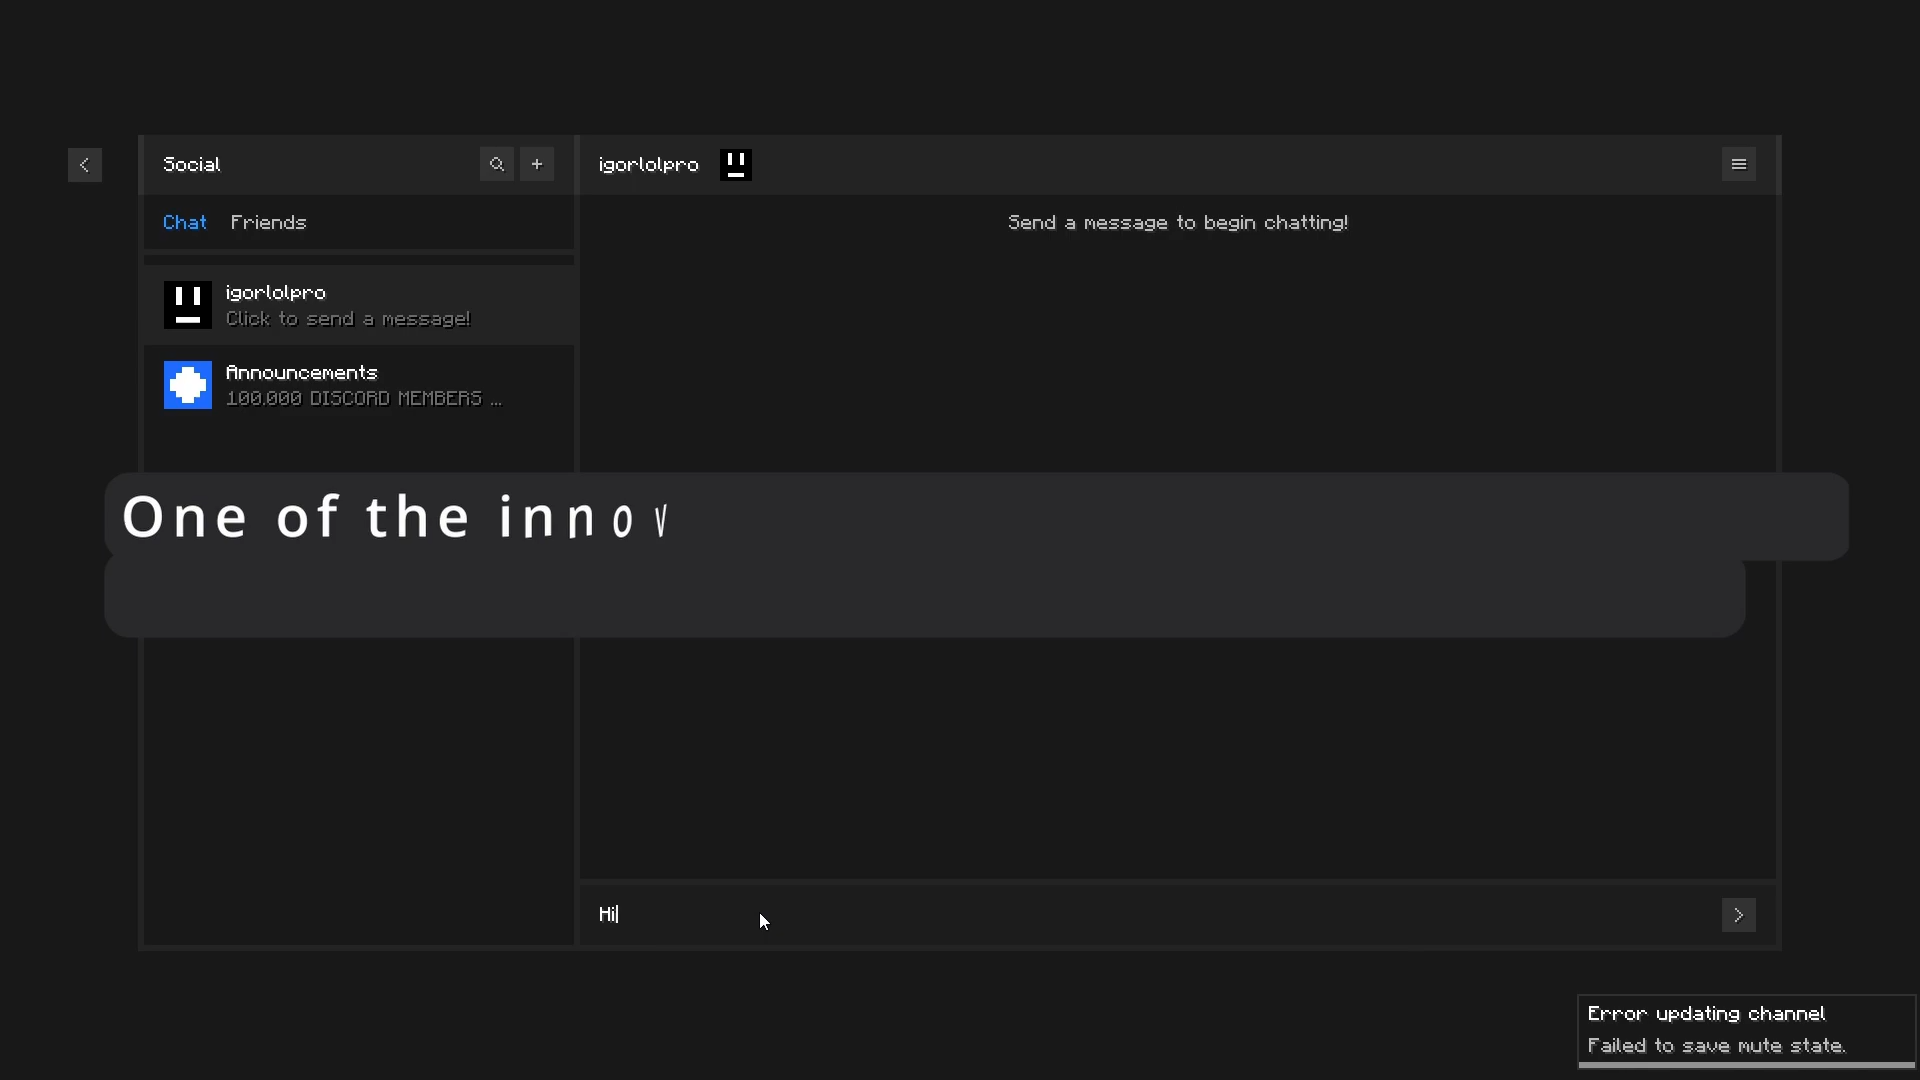 Social
igorlolpro
Chat Friends
Send a message to begin chatting!
igorlolpro
Click to send a message!
Announcements
100.000 DISCORD MEMBERS ...
One of the innov
Hi
Error updating channel
Failed to save mute state.